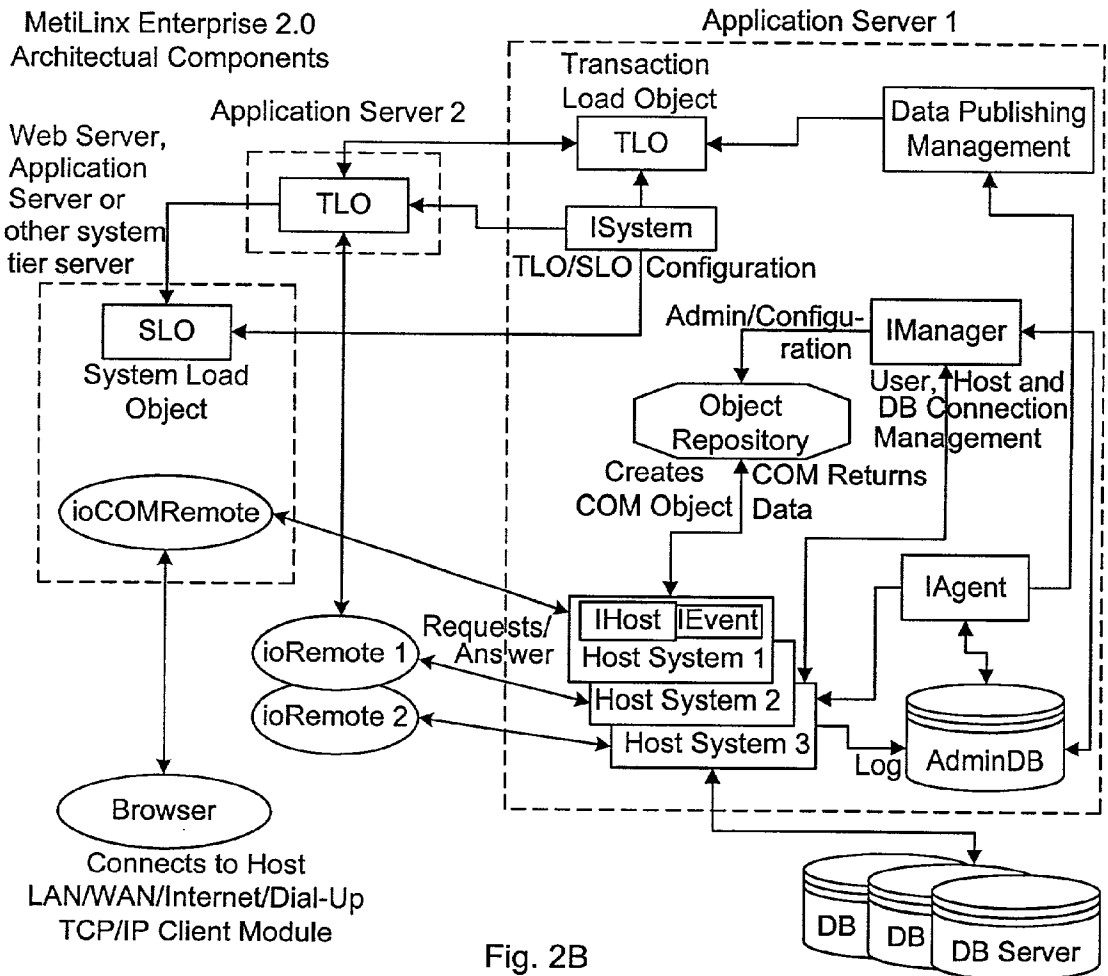 MetiLinx Enterprise 2.0
Architectual Components
Application Server 1
Application Server 2
Transaction
Load Object
TLO
Data Publishing
Management
Web Server,
Application
Server or
other system
tier server
TLO
ISystem
TLO/SLO Configuration
SLO
System Load
Object
Admin/Configu-
ration
IManager
User, Host and
DB Connection
Management
Object
Repository
Creates
COM Object
COM Returns
Data
ioCOMRemote
IAgent
IHost
IEvent
Host System 1
Host System 2
Host System 3
Requests/
Answer
ioRemote 1
ioRemote 2
Log
AdminDB
Browser
Connects to Host
LAN/WAN/Internet/Dial-Up
TCP/IP Client Module
DB
DB
DB Server
Fig. 2B